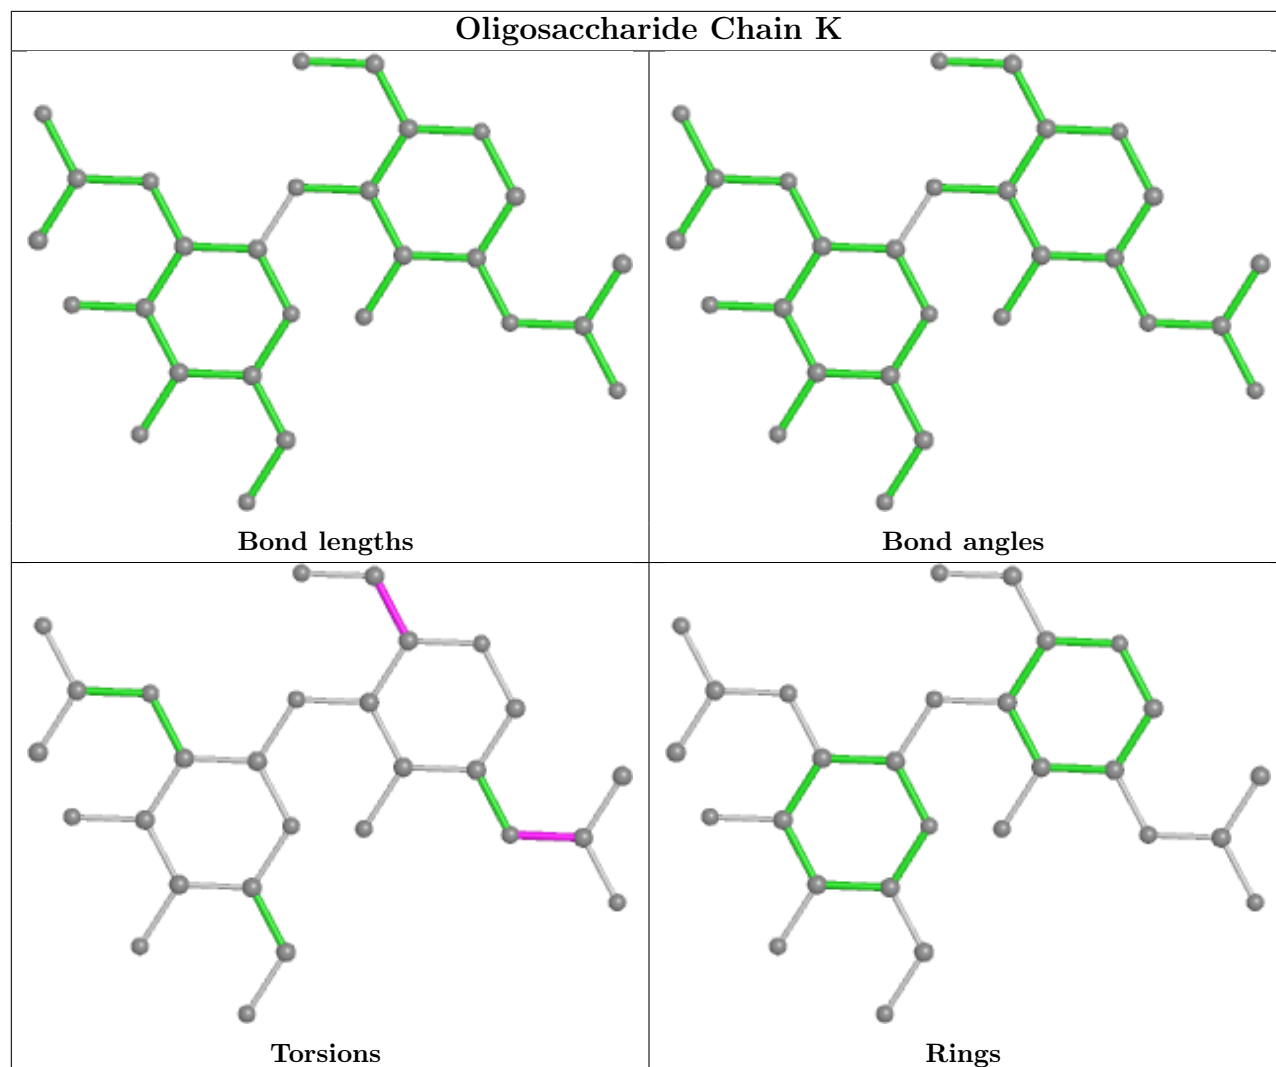 Oligosaccharide Chain K
Bond lengths
Bond angles
Torsions
Rings